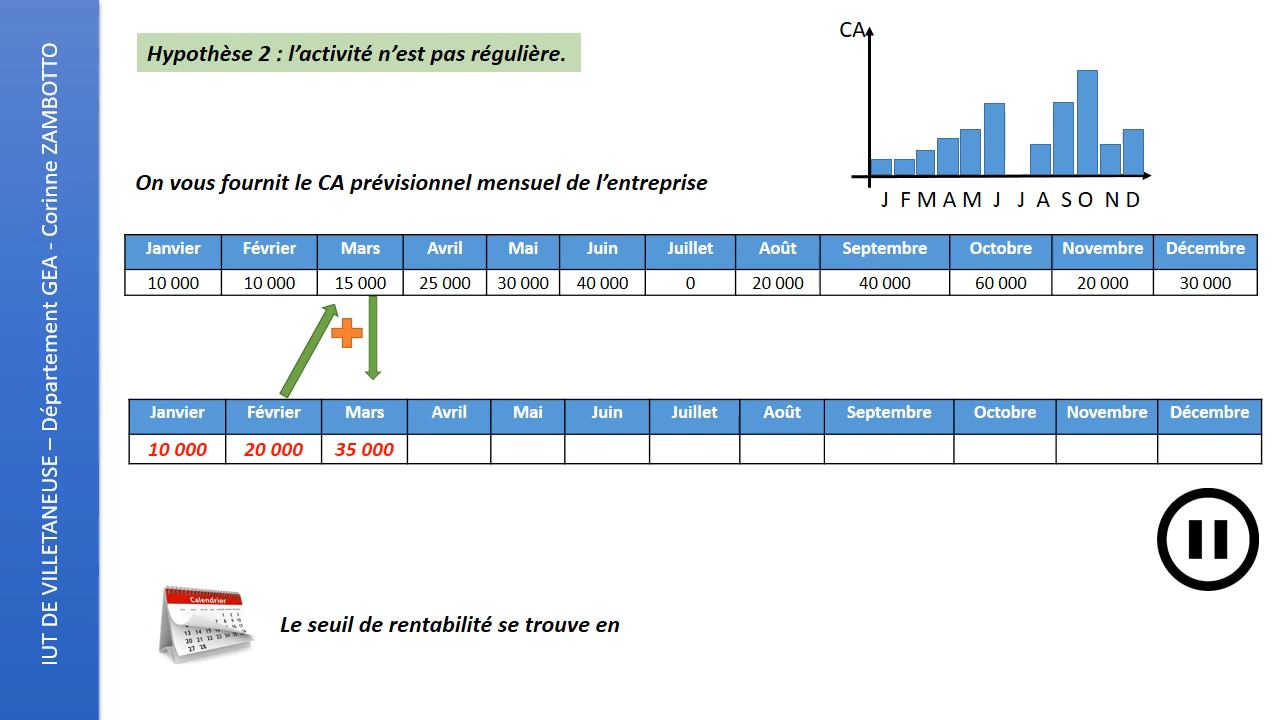 IUT DE VILLETANEUSE – Département GEA - Corinne ZAMBOTTO
Hypothèse 2 : l’activité n’est pas régulière.
CA
J F M A M J J A S O N D
On vous fournit le CA prévisionnel mensuel de l’entreprise
Janvier Février Mars Avril Mai Juin Juillet Août Septembre Octobre Novembre Décembre
10 000 10 000 15 000 25 000 30 000 40 000 0 20 000 40 000 60 000 20 000 30 000
Janvier Février Mars Avril Mai Juin Juillet Août Septembre Octobre Novembre Décembre
10 000 20 000 35 000
Calendrier
Le seuil de rentabilité se trouve en